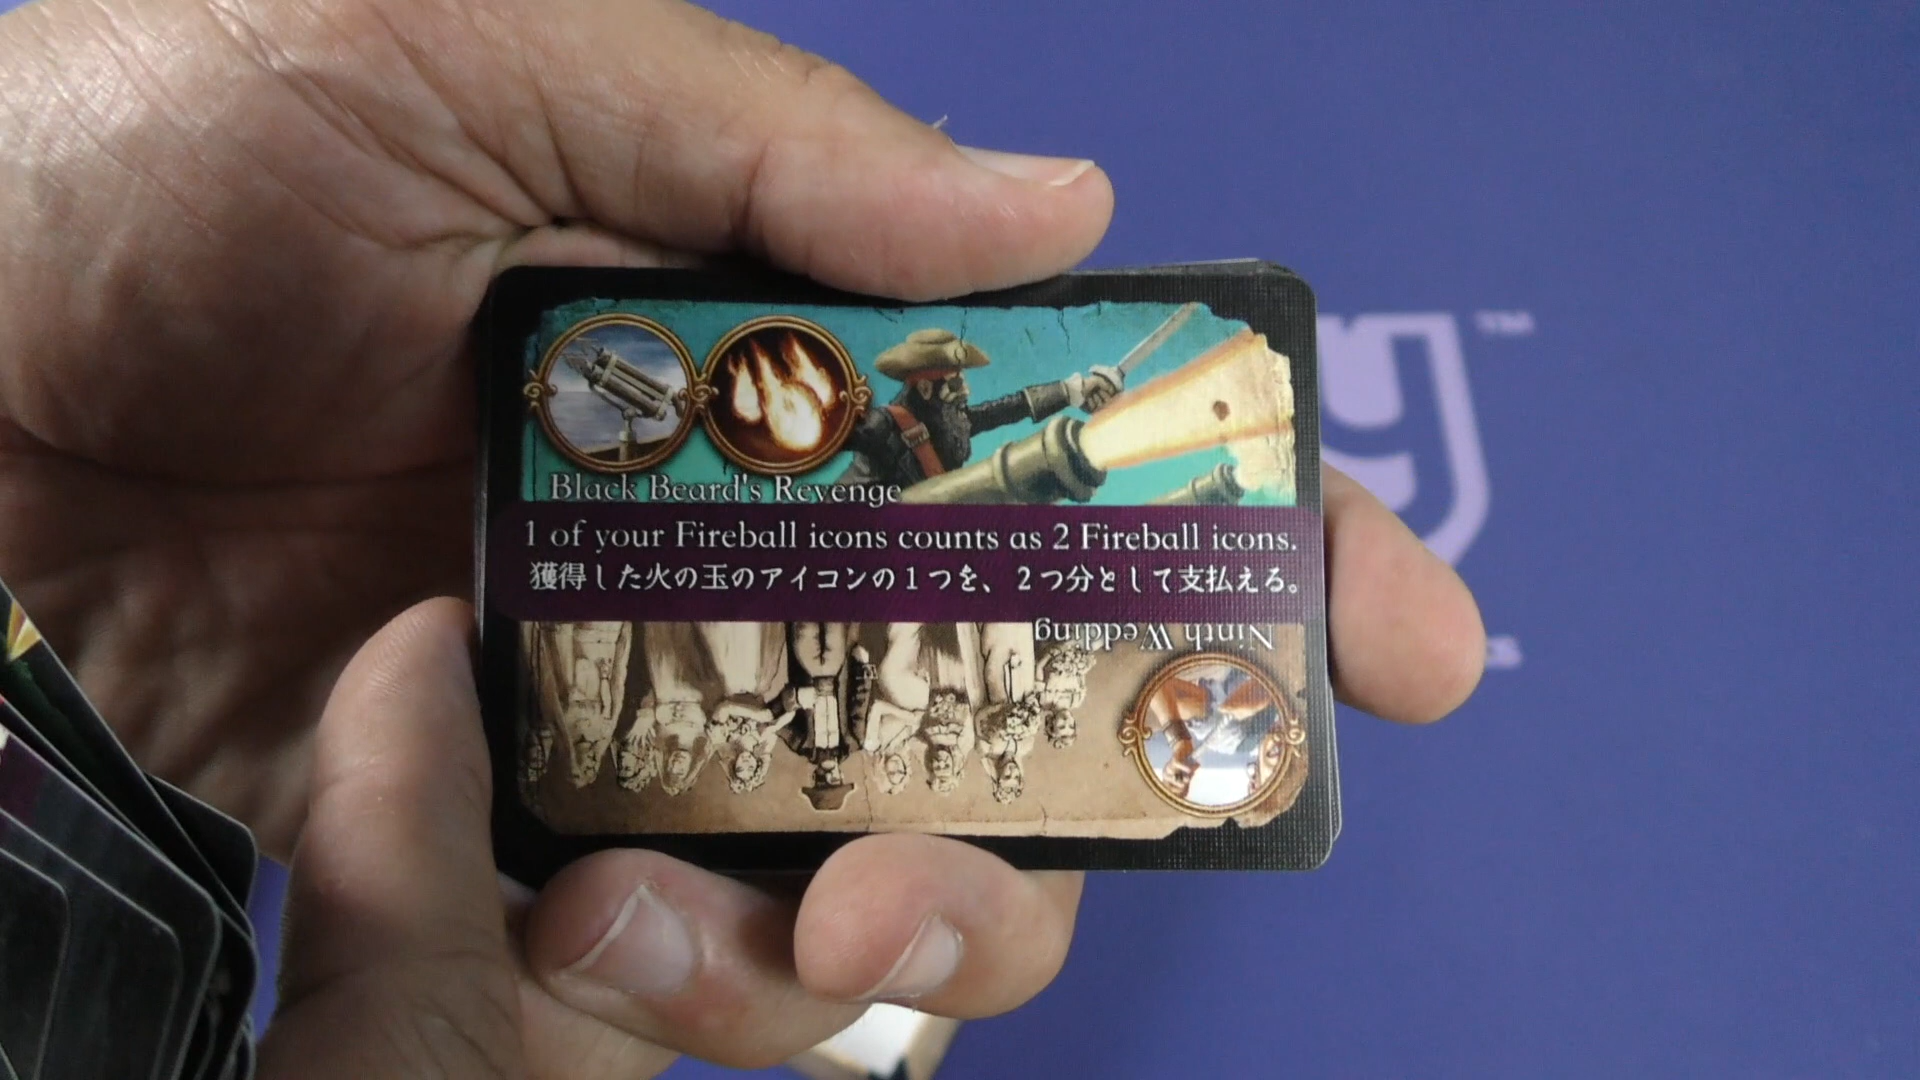 Black Beard's Revenge
1 of your Fireball icons counts as 2 Fireball icons.
獲得した火の玉のアイコンの1つを、2つ分として支払える。
Ninth Wedding
TM